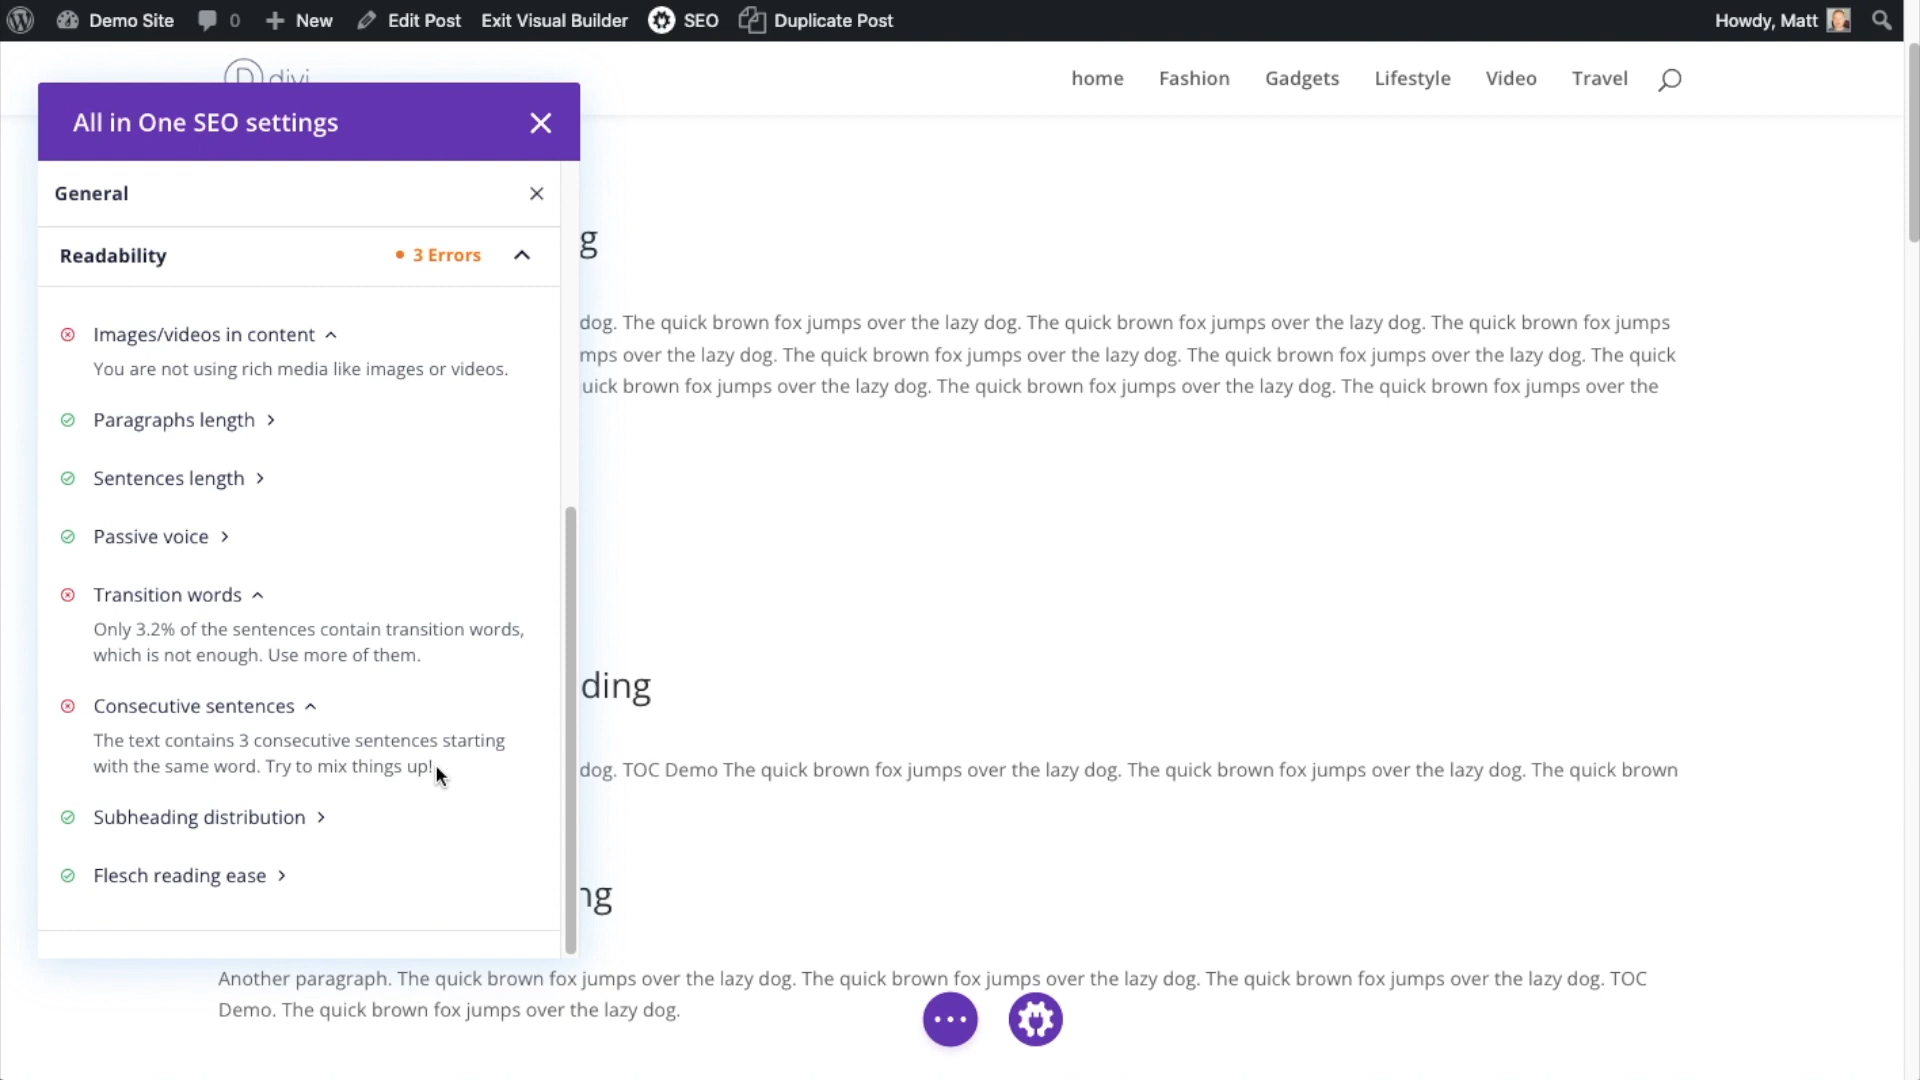 Demo Site 0 New Edit Post Exit Visual Builder SEO Duplicate Post Howdy, Matt
divi home Fashion Gadgets Lifestyle Video Travel
All in One SEO settings
General
Readability 3 Errors
Images/videos in content
You are not using rich media like images or videos.
Paragraphs length
Sentences length
Passive voice
Transition words
Only 3.2% of the sentences contain transition words,
which is not enough. Use more of them.
Consecutive sentences
The text contains 3 consecutive sentences starting
with the same word. Try to mix things up!
Subheading distribution
Flesch reading ease
g
dog. The quick brown fox jumps over the lazy dog. The quick brown fox jumps over the lazy dog. The quick brown fox jumps
mps over the lazy dog. The quick brown fox jumps over the lazy dog. The quick brown fox jumps over the lazy dog. The quick
uick brown fox jumps over the lazy dog. The quick brown fox jumps over the lazy dog. The quick brown fox jumps over the
ding
dog. TOC Demo The quick brown fox jumps over the lazy dog. The quick brown fox jumps over the lazy dog. The quick brown
ng
Another paragraph. The quick brown fox jumps over the lazy dog. The quick brown fox jumps over the lazy dog. The quick brown fox jumps over the lazy dog. TOC
Demo. The quick brown fox jumps over the lazy dog.